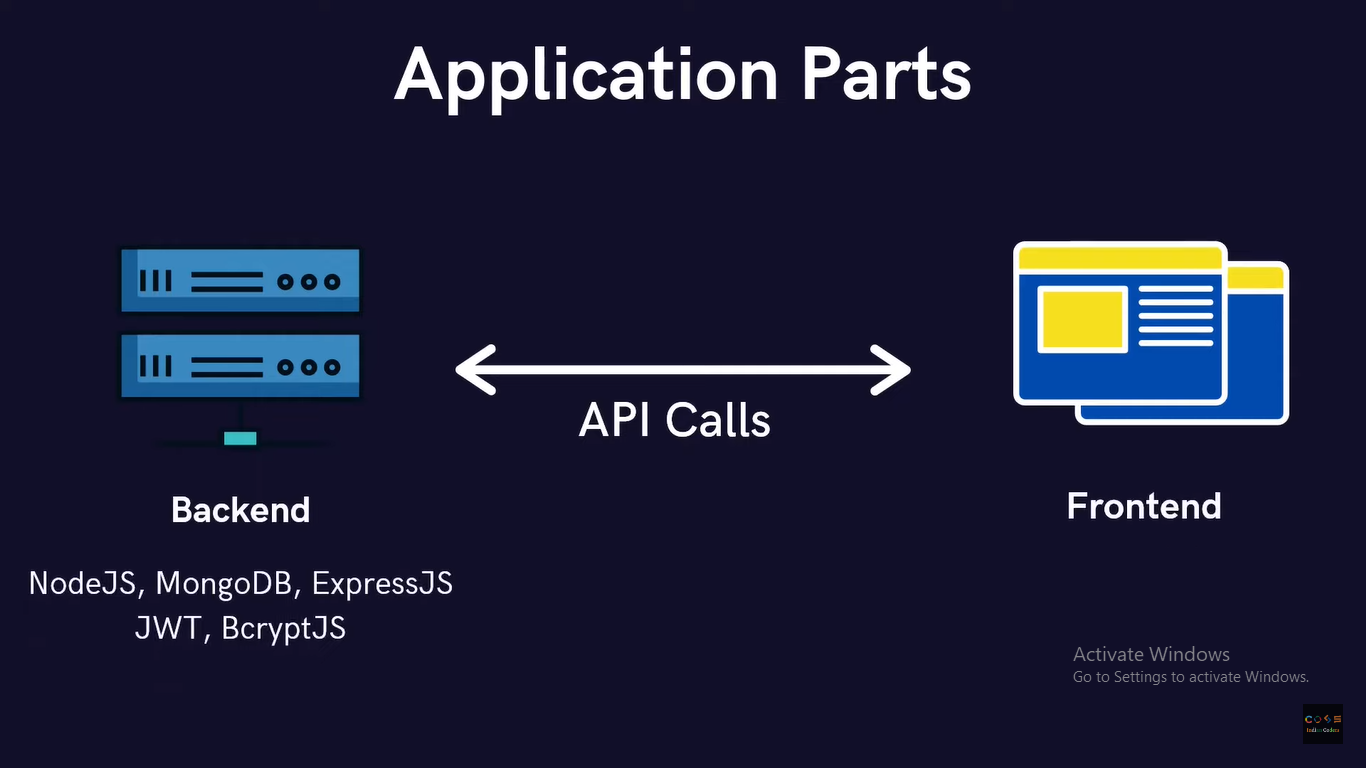 Application Parts
API Calls
Backend
Frontend
NodeJS, MongoDB, ExpressJS
JWT, BcryptJS
Activate Windows
Go to Settings to activate Windows.